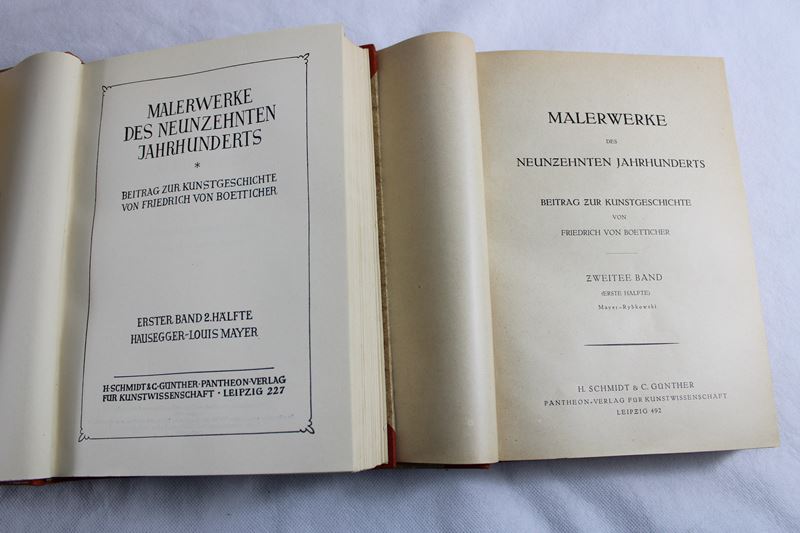 MALERWERKE
DES NEUNZEHNTEN
JAHRHUNDERTS
*
BEITRAG ZUR KUNSTGESCHICHTE
VON FRIEDRICH VON BOETTICHER
ERSTER BAND 2. HÄLFTE
HAUSEGGER-LOUIS MAYER
H·SCHMIDT & C·GÜNTHER·PANTHEON-VERLAG
FÜR KUNSTWISSENSCHAFT · LEIPZIG 227
MALERWERKE
DES
NEUNZEHNTEN JAHRHUNDERTS
BEITRAG ZUR KUNSTGESCHICHTE
VON
FRIEDRICH VON BOETTICHER
ZWEITEE BAND
(ERSTE HÄLFTE)
Mayer-Rybkowski
H. SCHMIDT & C. GÜNTHER
PANTHEON-VERLAG FÜR KUNSTWISSENSCHAFT
LEIPZIG 492